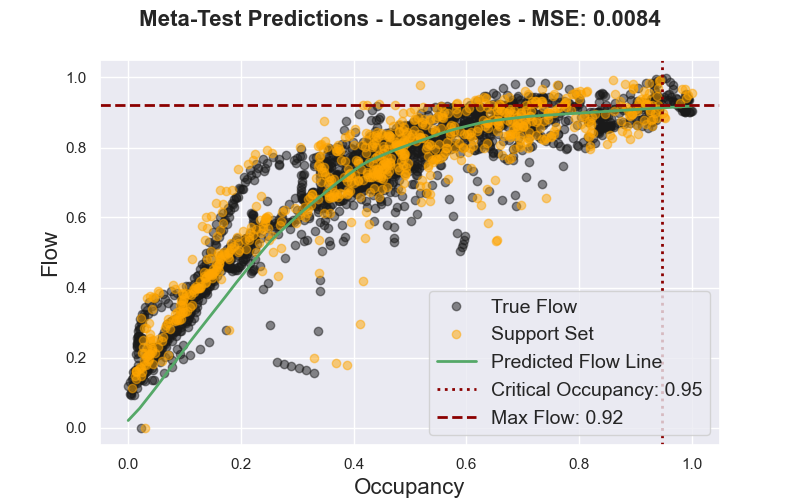 Meta-Test Predictions - Losangeles - MSE: 0.0084
1.0
0.8
0.6
0.4
0.2
0.0
Flow
True Flow
Support Set
Predicted Flow Line
Critical Occupancy: 0.95
Max Flow: 0.92
0.0 0.2 0.4 0.6 0.8 1.0
Occupancy